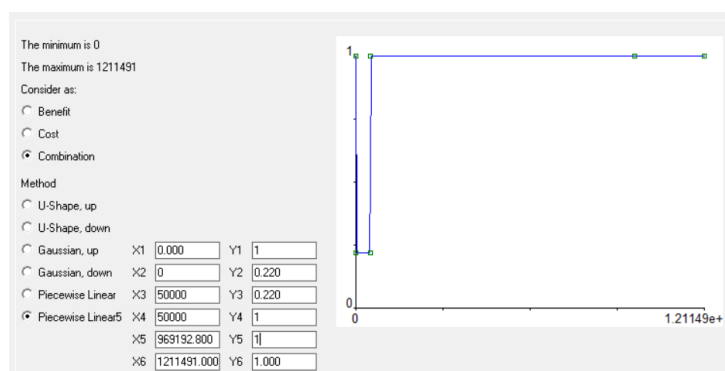 The minimum is 0
The maximum is 1211491
Consider as:
Benefit
Cost
Combination
Method
U-Shape, up
U-Shape, down
Gaussian, up X1 0.000 Y1 1
Gaussian, down X2 0 Y2 0.220
Piecewise Linear X3 50000 Y3 0.220
Piecewise Linear5 X4 50000 Y4 1
X5 969192.800 Y5 1
X6 1211491.000 Y6 1.000
1
0
0 1.21149e+